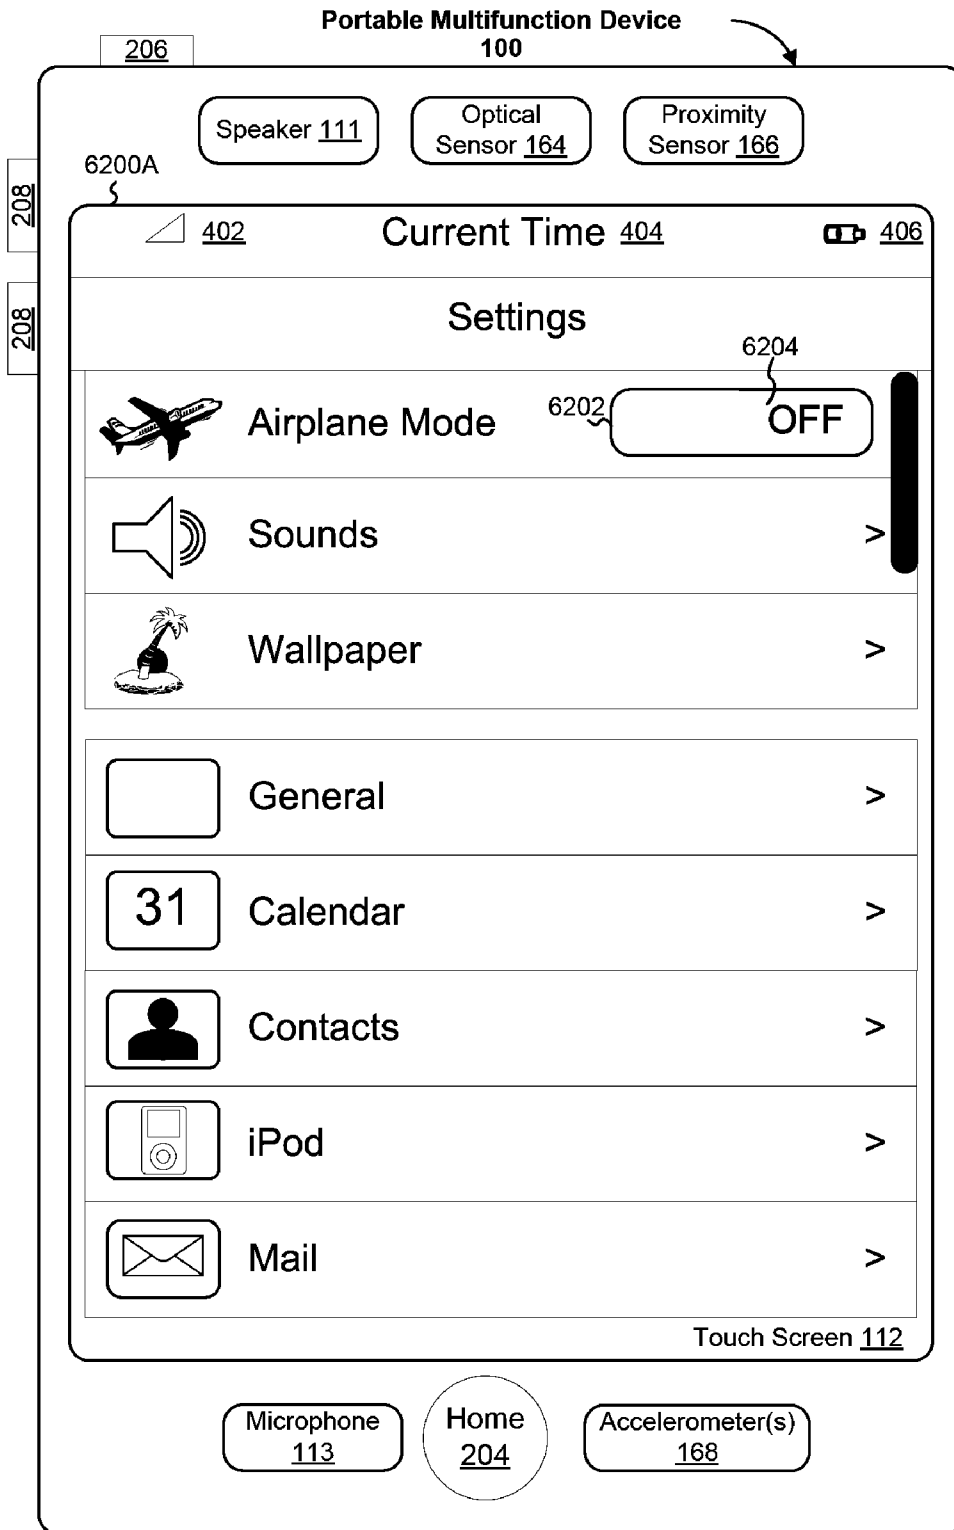 Portable Multifunction Device
100
206
Speaker 111
Optical
Sensor 164
Proximity
Sensor 166
6200A
208
208
402
Current Time 404
406
Settings
6204
6202
Airplane Mode
OFF
Sounds >
Wallpaper >
General >
31
Calendar >
Contacts >
iPod >
Mail >
Touch Screen 112
Microphone
113
Home
204
Accelerometer(s)
168